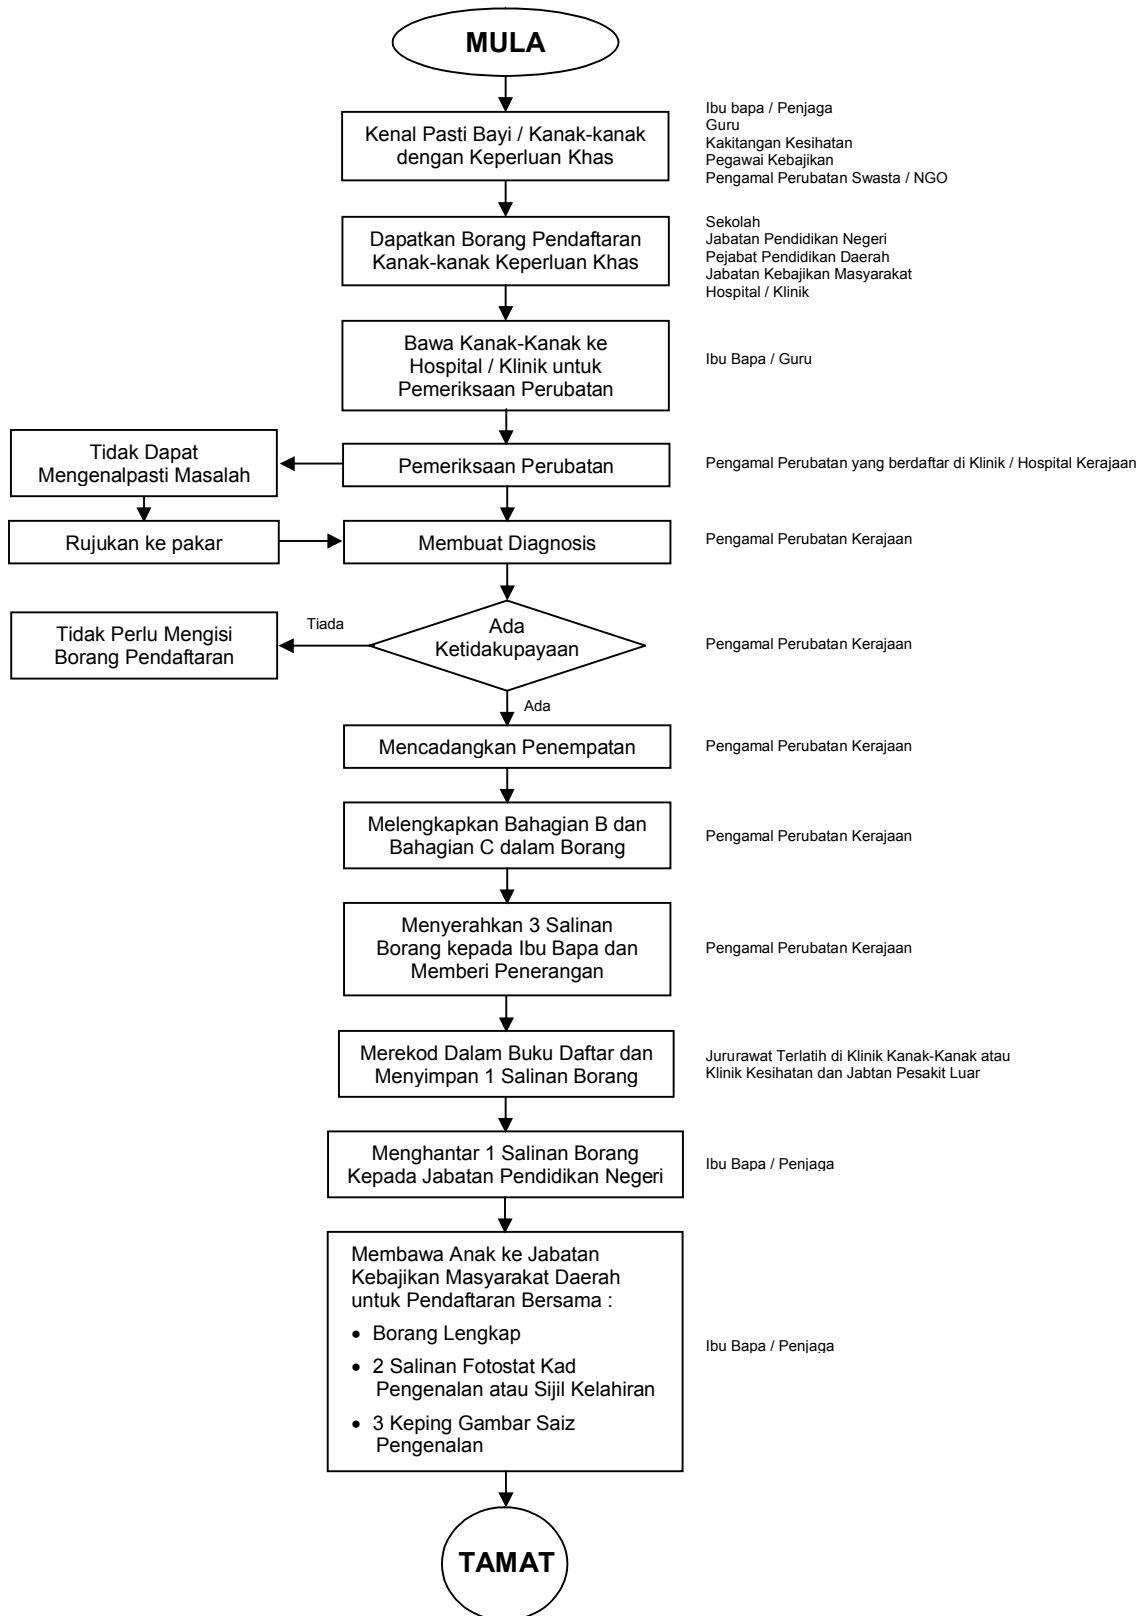 MULA
Kenal Pasti Bayi / Kanak-kanak
dengan Keperluan Khas
Ibu bapa / Penjaga
Guru
Kakitangan Kesihatan
Pegawai Kebajikan
Pengamal Perubatan Swasta / NGO
Dapatkan Borang Pendaftaran
Kanak-kanak Keperluan Khas
Sekolah
Jabatan Pendidikan Negeri
Pejabat Pendidikan Daerah
Jabatan Kebajikan Masyarakat
Hospital / Klinik
Bawa Kanak-Kanak ke
Hospital / Klinik untuk
Pemeriksaan Perubatan
Ibu Bapa / Guru
Tidak Dapat
Mengenalpasti Masalah
Pemeriksaan Perubatan
Pengamal Perubatan yang berdaftar di Klinik / Hospital Kerajaan
Rujukan ke pakar
Membuat Diagnosis
Pengamal Perubatan Kerajaan
Tidak Perlu Mengisi
Borang Pendaftaran
Tiada
Ada
Ketidakupayaan
Pengamal Perubatan Kerajaan
Ada
Mencadangkan Penempatan
Pengamal Perubatan Kerajaan
Melengkapkan Bahagian B dan
Bahagian C dalam Borang
Pengamal Perubatan Kerajaan
Menyerahkan 3 Salinan
Borang kepada Ibu Bapa dan
Memberi Penerangan
Pengamal Perubatan Kerajaan
Merekod Dalam Buku Daftar dan
Menyimpan 1 Salinan Borang
Jururawat Terlatih di Klinik Kanak-Kanak atau
Klinik Kesihatan dan Jabtan Pesakit Luar
Menghantar 1 Salinan Borang
Kepada Jabatan Pendidikan Negeri
Ibu Bapa / Penjaga
Membawa Anak ke Jabatan
Kebajikan Masyarakat Daerah
untuk Pendaftaran Bersama :
• Borang Lengkap
• 2 Salinan Fotostat Kad
Pengenalan atau Sijil Kelahiran
• 3 Keping Gambar Saiz
Pengenalan
Ibu Bapa / Penjaga
TAMAT